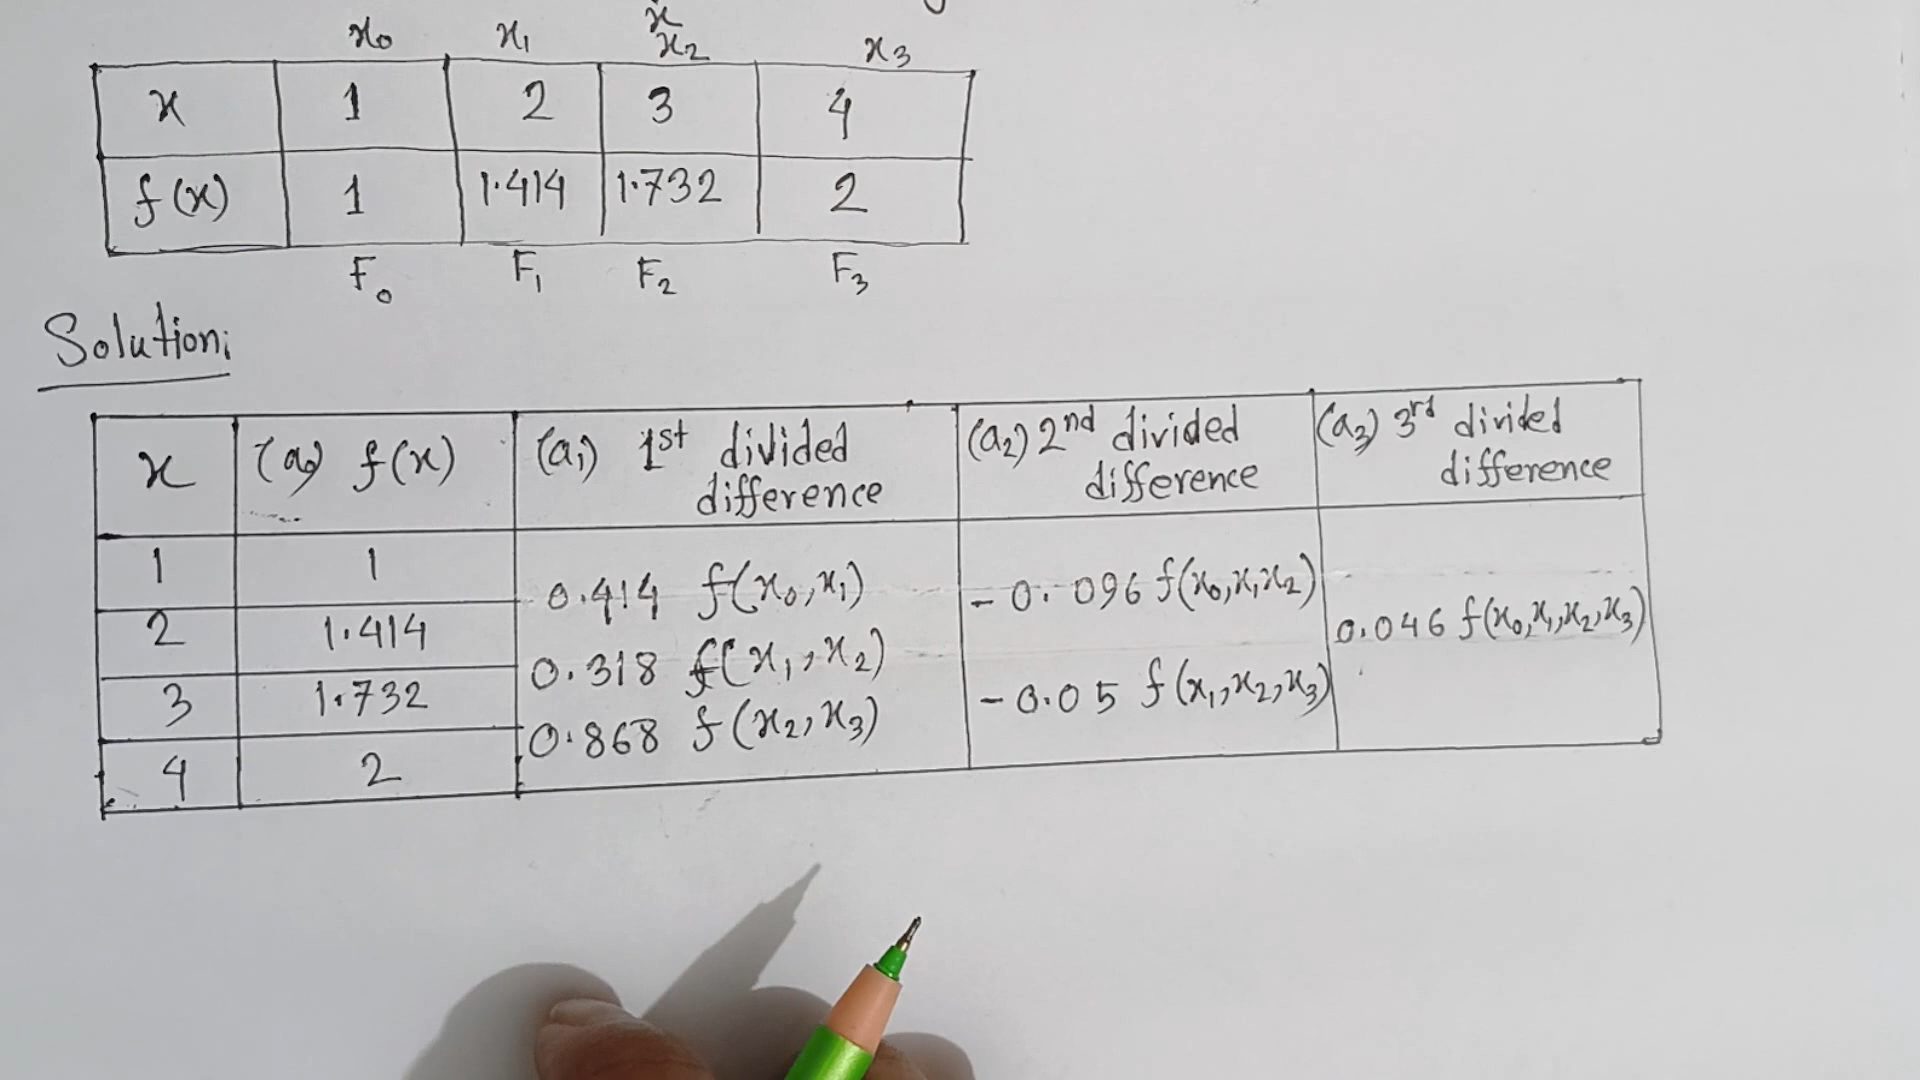 x₀ x₁ x x₂ x₃
x 1 2 3 4
f(x) 1 1.414 1.732 2
F₀ F₁ F₂ F₃
Solution:
x (a₀) f(x) (a₁) 1st divided difference (a₂) 2nd divided difference (a₃) 3rd divided difference
1 1 0.414 f(x₀,x₁) -0.096 f(x₀,x₁x₂) 0.046 f(x₀,x₁,x₂,x₃)
2 1.414 0.318 f(x₁,x₂) -0.05 f(x₁,x₂,x₃)
3 1.732 0.868 f(x₂,x₃)
4 2